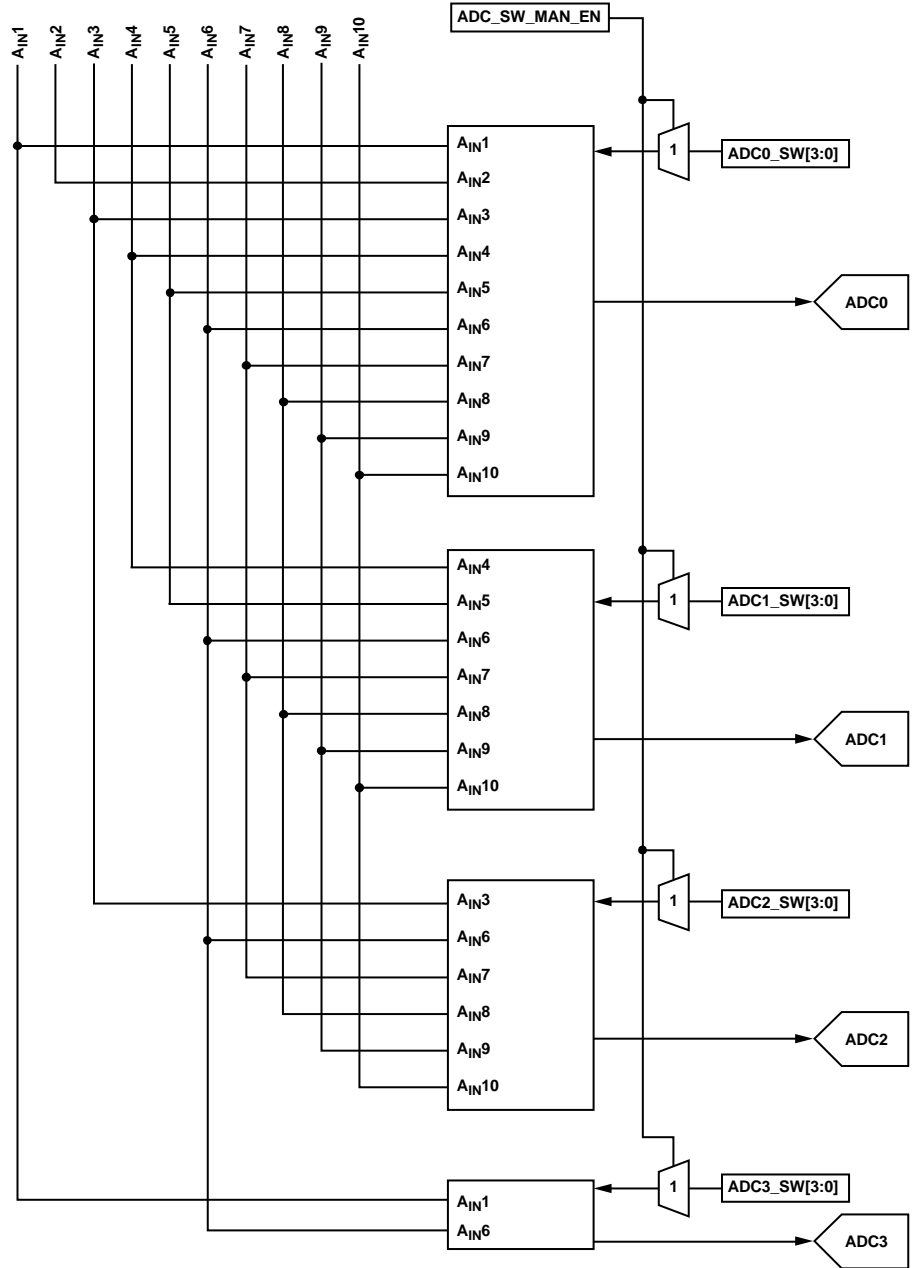 AIN1
AIN2
AIN3
AIN4
AIN5
AIN6
AIN7
AIN8
AIN9
AIN10
ADC_SW_MAN_EN
AIN1
AIN2
AIN3
AIN4
AIN5
AIN6
AIN7
AIN8
AIN9
AIN10
1
ADC0_SW[3:0]
ADC0
AIN4
AIN5
AIN6
AIN7
AIN8
AIN9
AIN10
1
ADC1_SW[3:0]
ADC1
AIN3
AIN6
AIN7
AIN8
AIN9
AIN10
1
ADC2_SW[3:0]
ADC2
AIN1
AIN6
1
ADC3_SW[3:0]
ADC3